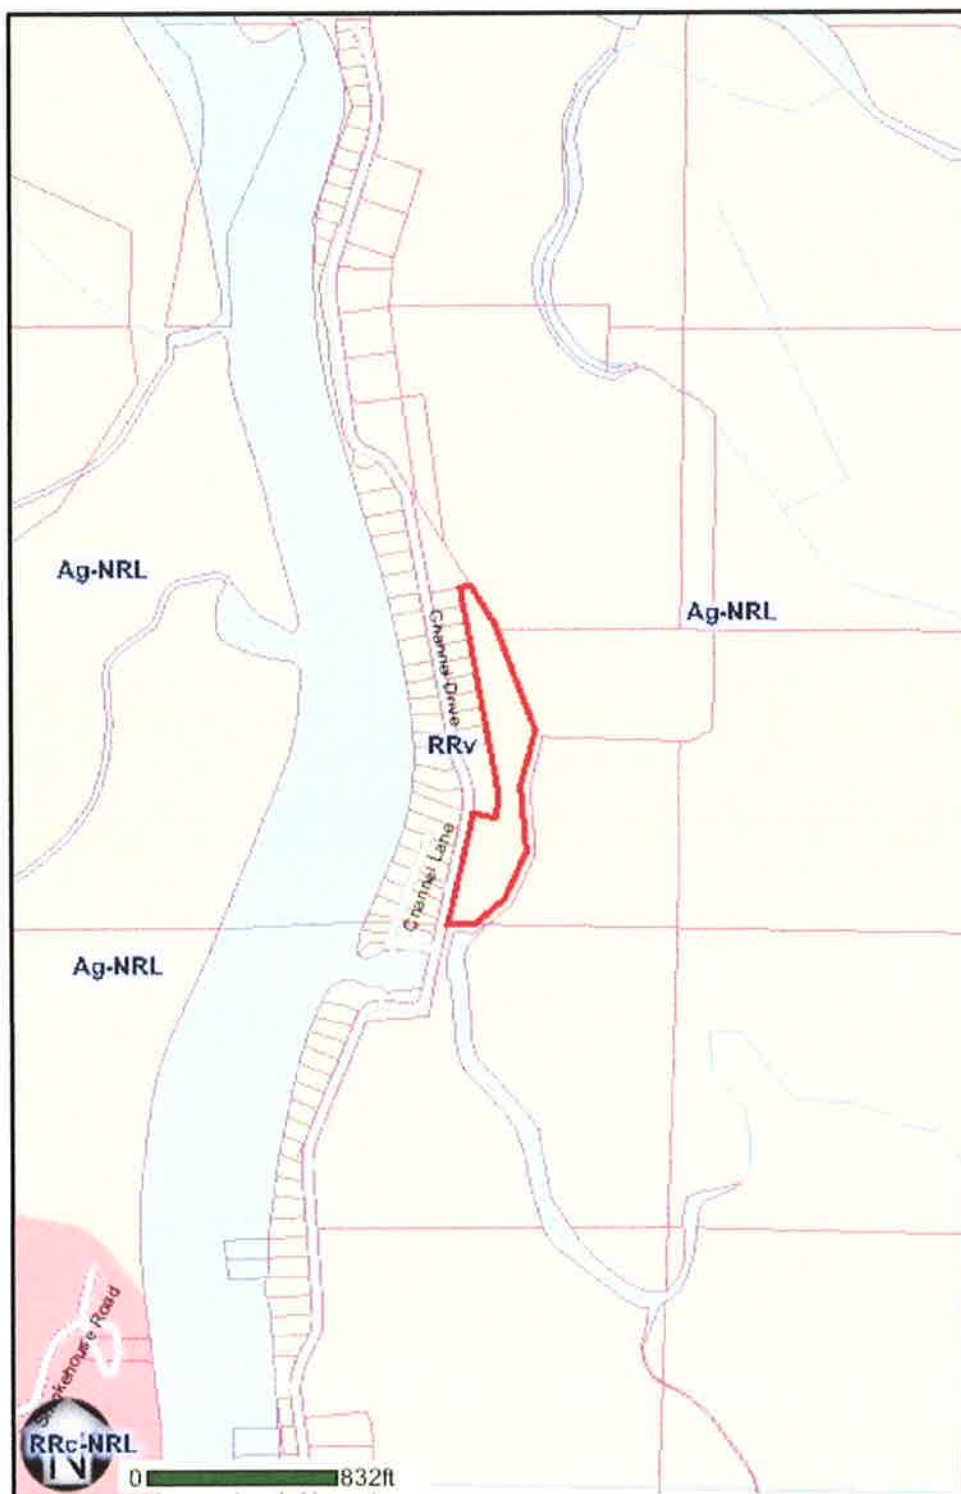 Ag-NRL
Ag-NRL
Channel Drive
RRv
Channel Lane
Ag-NRL
Smokehouse Road
RRc-NRL
N
0 832ft